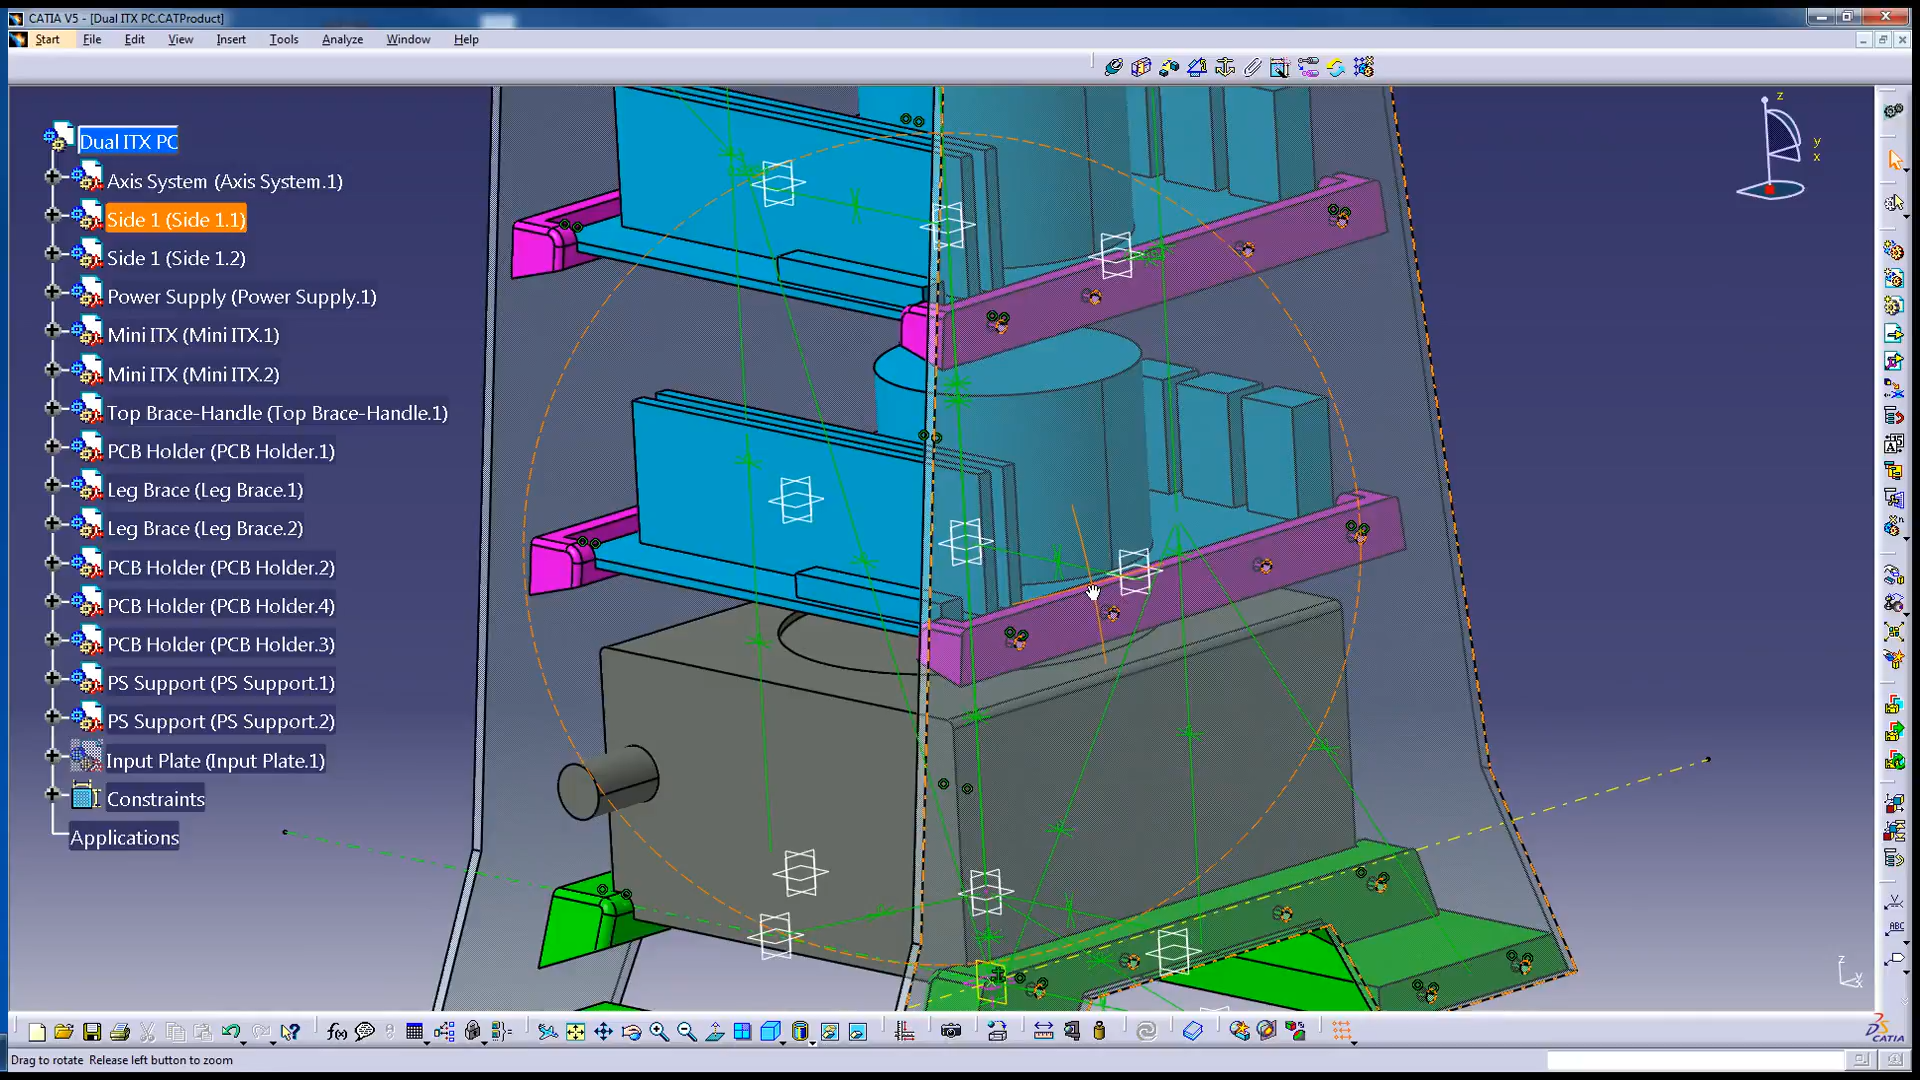 CATIA V5 - [Dual ITX PC.CATProduct]
Start File Edit View Insert Tools Analyze Window Help
Dual ITX PC
Axis System (Axis System.1)
Side 1 (Side 1.1)
Side 1 (Side 1.2)
Power Supply (Power Supply.1)
Mini ITX (Mini ITX.1)
Mini ITX (Mini ITX.2)
Top Brace-Handle (Top Brace-Handle.1)
PCB Holder (PCB Holder.1)
Leg Brace (Leg Brace.1)
Leg Brace (Leg Brace.2)
PCB Holder (PCB Holder.2)
PCB Holder (PCB Holder.4)
PCB Holder (PCB Holder.3)
PS Support (PS Support.1)
PS Support (PS Support.2)
Input Plate (Input Plate.1)
Constraints
Applications
z
y
x
ABC
z
f(x)
CATIA
Drag to rotate Release left button to zoom